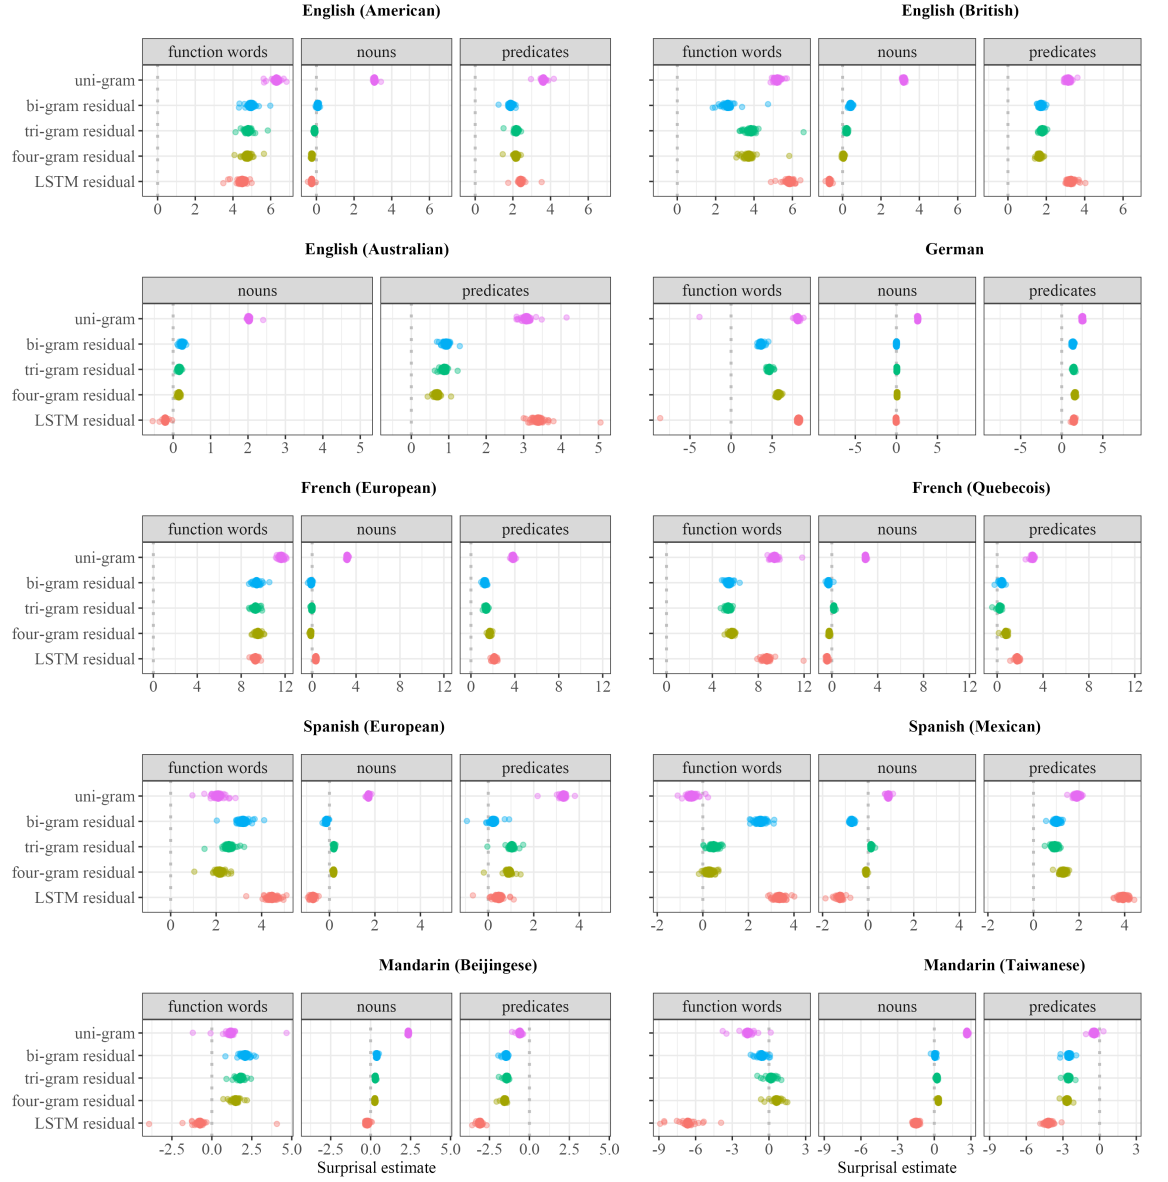 English (American)
English (British)
function words nouns predicates
function words nouns predicates
uni-gram
bi-gram residual
tri-gram residual
four-gram residual
LSTM residual
0 2 4 6 0 2 4 6 0 2 4 6
0 2 4 6 0 2 4 6 0 2 4 6
English (Australian)
German
nouns predicates
function words nouns predicates
uni-gram
bi-gram residual
tri-gram residual
four-gram residual
LSTM residual
0 1 2 3 4 5 0 1 2 3 4 5
-5 0 5 -5 0 5 -5 0 5
French (European)
French (Quebecois)
function words nouns predicates
function words nouns predicates
uni-gram
bi-gram residual
tri-gram residual
four-gram residual
LSTM residual
0 4 8 12 0 4 8 12 0 4 8 12
0 4 8 12 0 4 8 12 0 4 8 12
Spanish (European)
Spanish (Mexican)
function words nouns predicates
function words nouns predicates
uni-gram
bi-gram residual
tri-gram residual
four-gram residual
LSTM residual
0 2 4 0 2 4 0 2 4
-2 0 2 4 -2 0 2 4 -2 0 2 4
Mandarin (Beijingese)
Mandarin (Taiwanese)
function words nouns predicates
function words nouns predicates
uni-gram
bi-gram residual
tri-gram residual
four-gram residual
LSTM residual
-2.5 0.0 2.5 5.0 -2.5 0.0 2.5 5.0 -2.5 0.0 2.5 5.0
-9 -6 -3 0 3 -9 -6 -3 0 3 -9 -6 -3 0 3
Surprisal estimate
Surprisal estimate